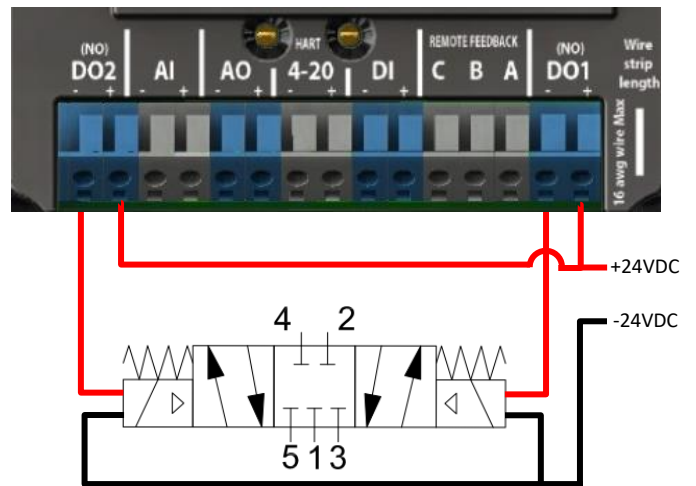 (NO) HART REMOTE FEEDBACK (NO) Wire
DO2 AI AO 4-20 DI C B A DO1 strip
- + - + - + - + - + - + length
16 awg wire Max
+24VDC
-24VDC
4 2
5 1 3